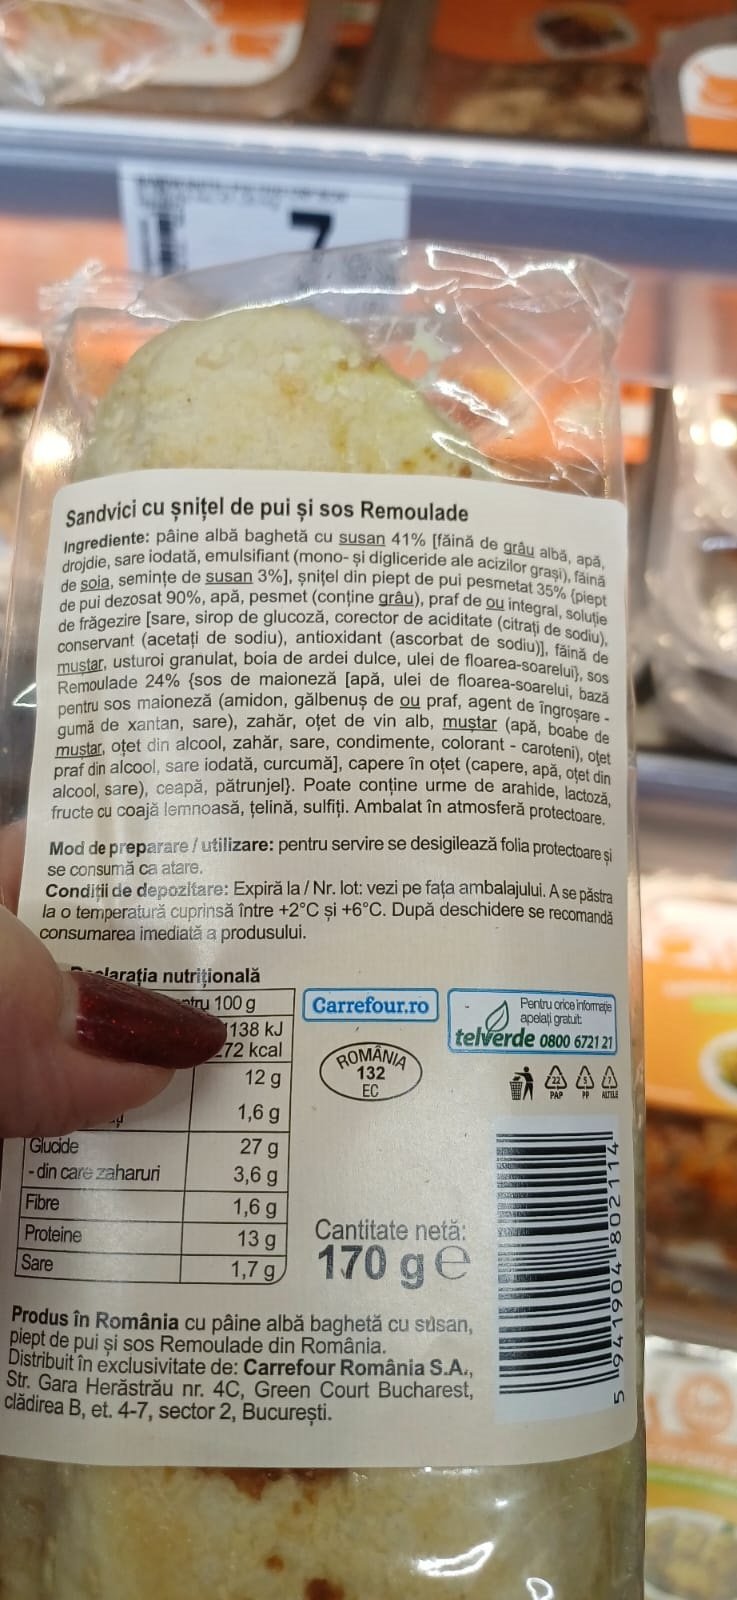 7
Sandvici cu șnițel de pui și sos Remoulade
Ingrediente: pâine albă baghetă cu susan 41% [făină de grâu albă, apă,
drojdie, sare iodată, emulsifiant (mono- și digliceride ale acizilor grași), făină
de soia, semințe de susan 3%], șnițel din piept de pui pesmetat 35% {piept
de pui dezosat 90%, apă, pesmet (conține grâu), praf de ou integral, soluție
de frăgezire [sare, sirop de glucoză, corector de aciditate (citrați de sodiu),
conservant (acetați de sodiu), antioxidant (ascorbat de sodiu)], făină de
muștar, usturoi granulat, boia de ardei dulce, ulei de floarea-soarelui}, sos
Remoulade 24% {sos de maioneză [apă, ulei de floarea-soarelui, bază
pentru sos maioneză (amidon, gălbenuș de ou praf, agent de îngroșare -
gumă de xantan, sare), zahăr, oțet de vin alb, muștar (apă, boabe de
muștar, oțet din alcool, zahăr, sare, condimente, colorant - caroteni), oțet
praf din alcool, sare iodată, curcumă], capere în oțet (capere, apă, oțet din
alcool, sare), ceapă, pătrunjel}. Poate conține urme de arahide, lactoză,
fructe cu coajă lemnoasă, țelină, sulfiți. Ambalat în atmosferă protectoare.
Mod de preparare / utilizare: pentru servire se desigilează folia protectoare și
se consumă ca atare.
Condiții de depozitare: Expiră la / Nr. lot: vezi pe fața ambalajului. A se păstra
la o temperatură cuprinsă între +2°C și +6°C. După deschidere se recomandă
consumarea imediată a produsului.
nutrițională
100 g
1138 kJ
72 kcal
12 g
1,6 g
Glucide 27 g
- din care zaharuri 3,6 g
Fibre 1,6 g
Proteine 13 g
Sare 1,7 g
Carrefour.ro
Pentru orice informație
apelați gratuit:
telverde 0800 6721 21
ROMÂNIA
132
EC
22 5 7
PAP PP ALTELE
Cantitate netă:
170 g e
5 941904 802114
Produs în România cu pâine albă baghetă cu susan,
piept de pui și sos Remoulade din România.
Distribuit în exclusivitate de: Carrefour România S.A.,
Str. Gara Herăstrău nr. 4C, Green Court Bucharest,
clădirea B, et. 4-7, sector 2, București.